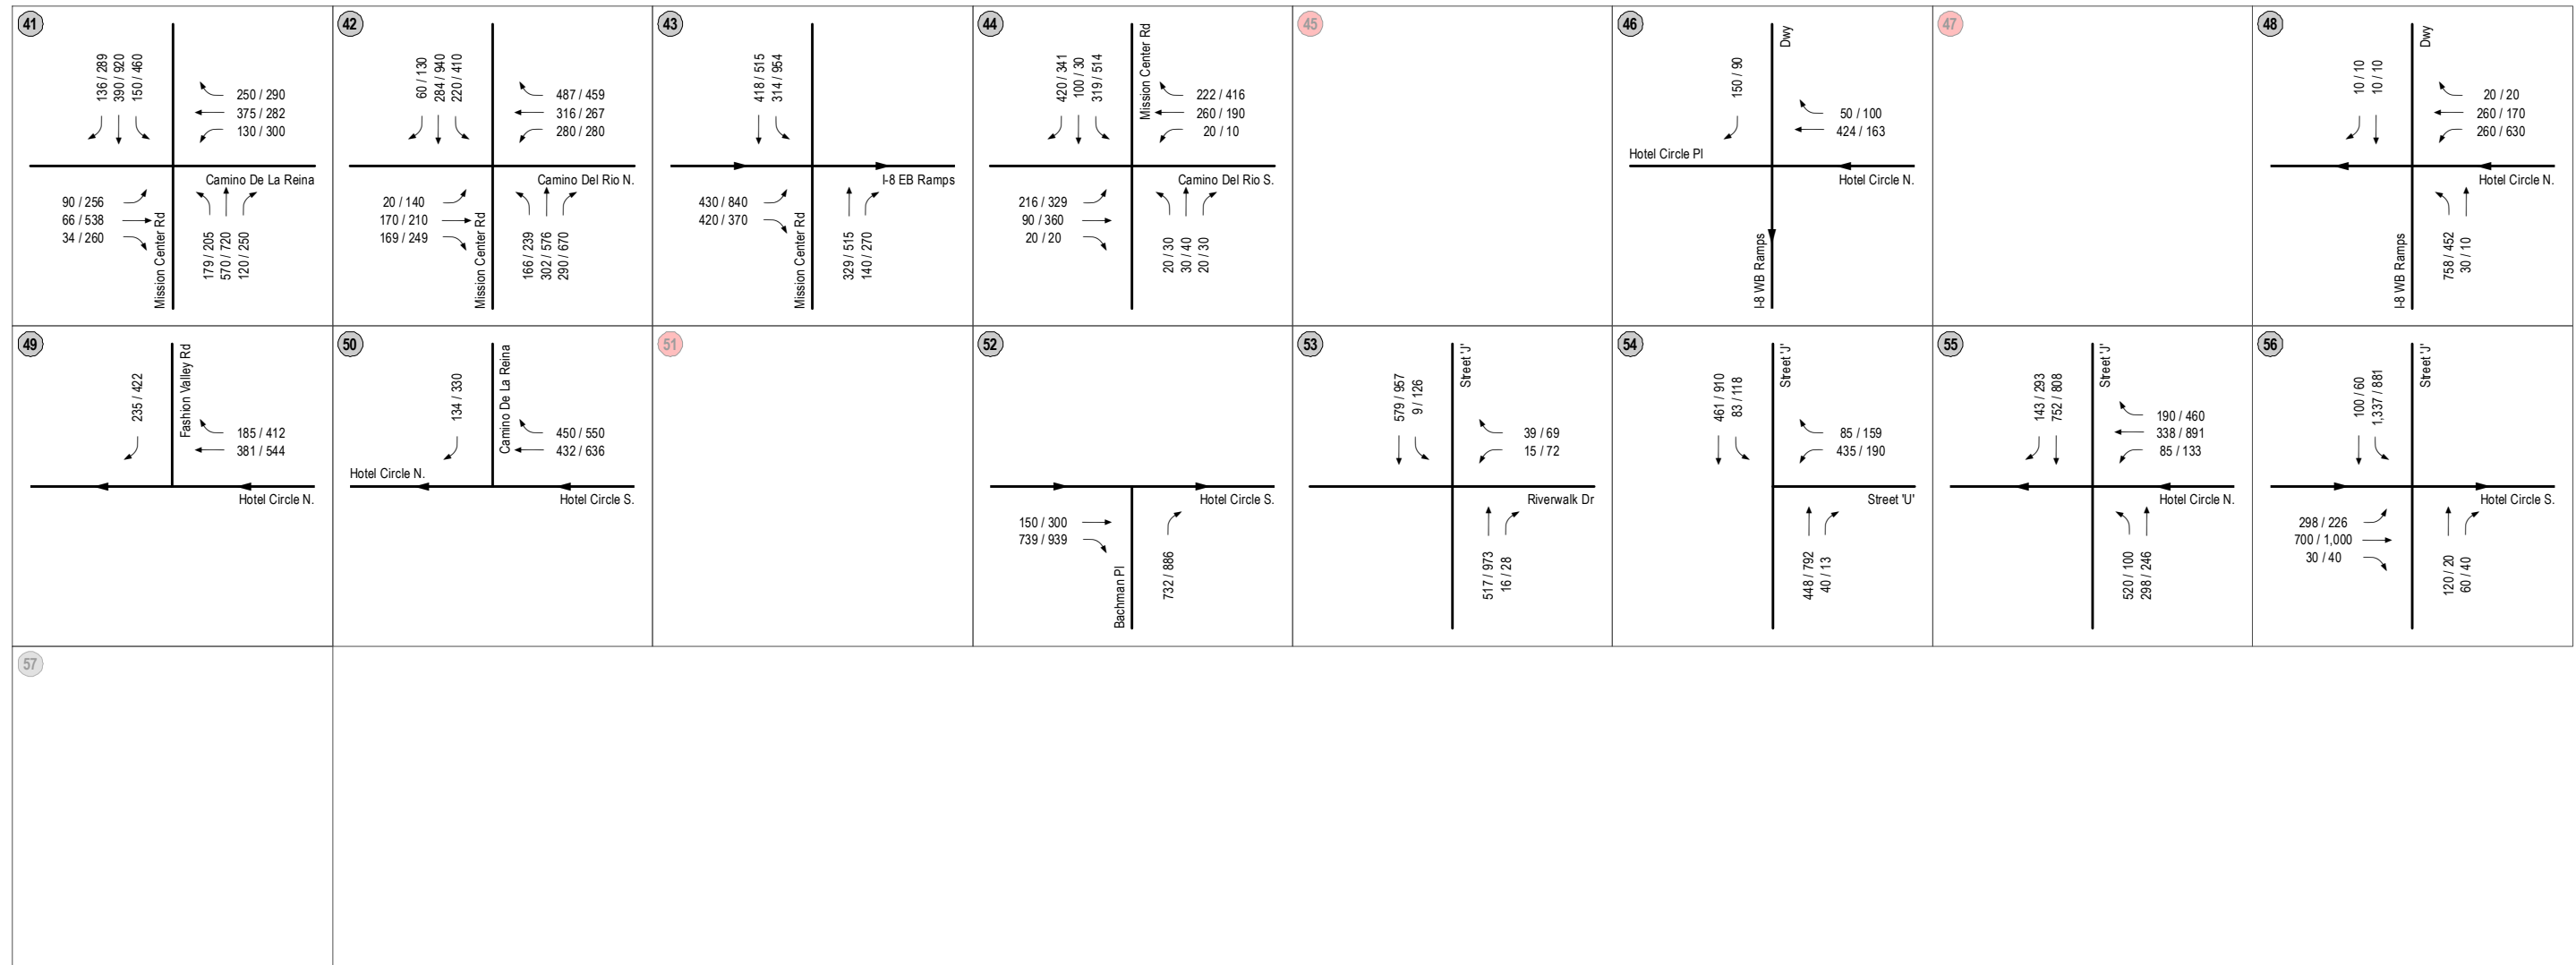 41
136 / 289
390 / 920
150 / 460
250 / 290
375 / 282
130 / 300
Camino De La Reina
90 / 256
66 / 538
34 / 260
Mission Center Rd
179 / 205
570 / 720
120 / 250
42
60 / 130
284 / 940
220 / 410
487 / 459
316 / 267
280 / 280
Camino Del Rio N.
20 / 140
170 / 210
169 / 249
Mission Center Rd
166 / 239
302 / 576
290 / 670
43
418 / 515
314 / 954
I-8 EB Ramps
430 / 840
420 / 370
Mission Center Rd
329 / 515
140 / 270
44
420 / 341
100 / 30
319 / 514
Mission Center Rd
222 / 416
260 / 190
20 / 10
Camino Del Rio S.
216 / 329
90 / 360
20 / 20
20 / 30
30 / 40
20 / 30
45
46
150 / 90
Dwy
50 / 100
424 / 163
Hotel Circle Pl
Hotel Circle N.
I-8 WB Ramps
47
48
10 / 10
10 / 10
Dwy
20 / 20
260 / 170
260 / 630
Hotel Circle N.
I-8 WB Ramps
758 / 452
30 / 10
49
235 / 422
Fashion Valley Rd
185 / 412
381 / 544
Hotel Circle N.
50
134 / 330
Camino De La Reina
450 / 550
432 / 636
Hotel Circle N.
Hotel Circle S.
51
52
Hotel Circle S.
150 / 300
739 / 939
Bachman Pl
732 / 886
53
579 / 957
9 / 126
Street 'J'
39 / 69
15 / 72
Riverwalk Dr
517 / 973
16 / 28
54
461 / 910
83 / 118
Street 'J'
85 / 159
435 / 190
Street 'U'
448 / 792
40 / 13
55
143 / 293
752 / 808
Street 'J'
190 / 460
338 / 891
85 / 133
Hotel Circle N.
520 / 100
298 / 246
56
100 / 60
1,337 / 881
Street 'J'
Hotel Circle S.
298 / 226
700 / 1,000
30 / 40
120 / 20
60 / 40
57